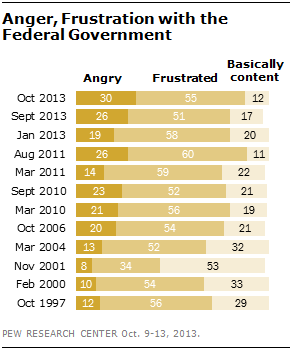 Anger, Frustration with the
Federal Government
Angry Frustrated Basically content
Oct 2013 30 55 12
Sept 2013 26 51 17
Jan 2013 19 58 20
Aug 2011 26 60 11
Mar 2011 14 59 22
Sept 2010 23 52 21
Mar 2010 21 56 19
Oct 2006 20 54 21
Mar 2004 13 52 32
Nov 2001 8 34 53
Feb 2000 10 54 33
Oct 1997 12 56 29
PEW RESEARCH CENTER Oct. 9-13, 2013.